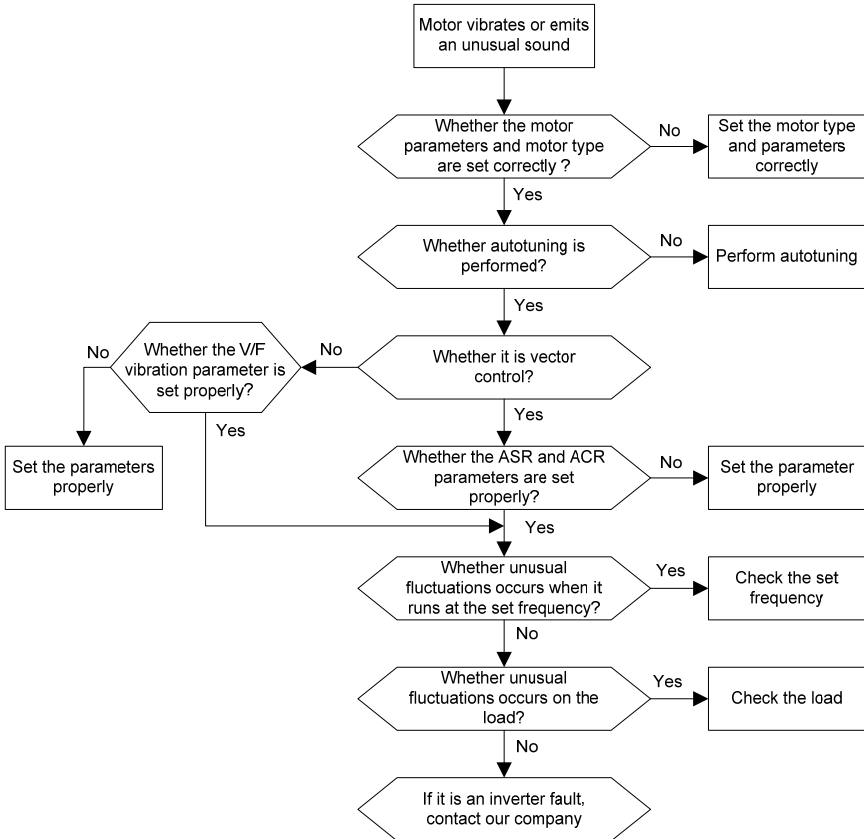 Motor vibrates or emits
an unusual sound
Whether the motor
parameters and motor type
are set correctly ?
No
Set the motor type
and parameters
correctly
Yes
Whether autotuning is
performed?
No
Perform autotuning
Yes
Whether it is vector
control?
No
Whether the V/F
vibration parameter is
set properly?
No
Set the parameters
properly
Yes
Yes
Whether the ASR and ACR
parameters are set
properly?
No
Set the parameter
properly
Yes
Whether unusual
fluctuations occurs when it
runs at the set frequency?
Yes
Check the set
frequency
No
Whether unusual
fluctuations occurs on the
load?
Yes
Check the load
No
If it is an inverter fault,
contact our company